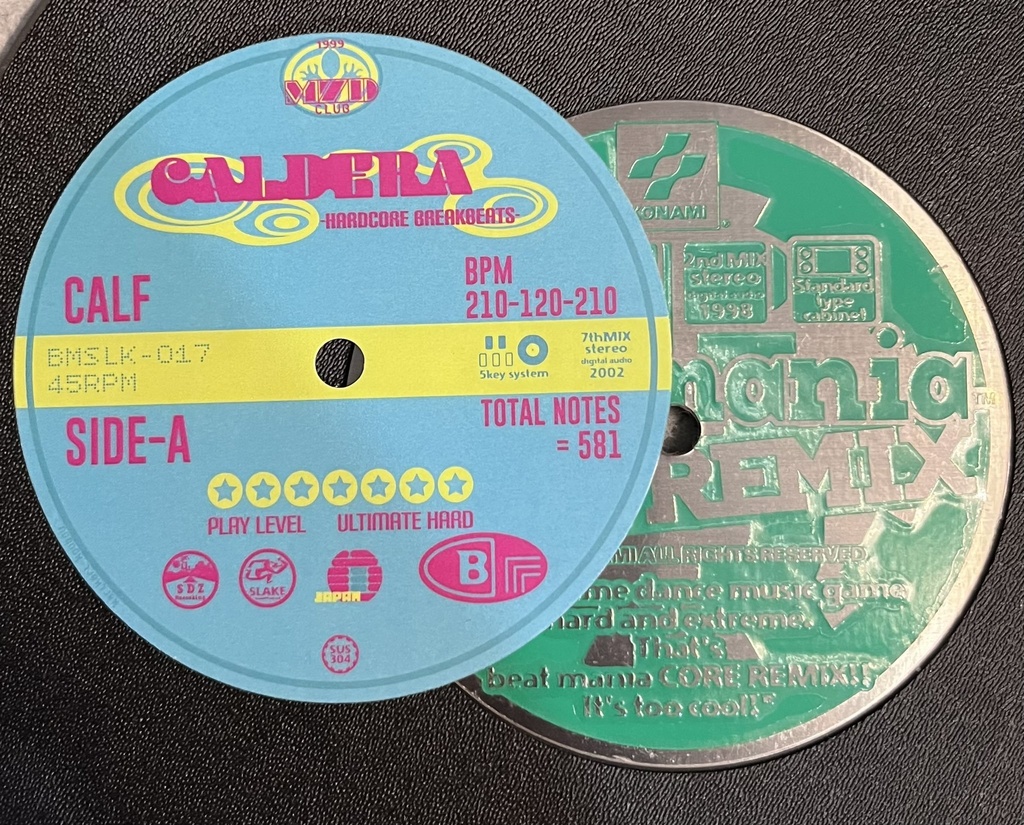 1999
MZD
CLUB
CALDERA
-HARDCORE BREAKBEATS-
CALF
BPM
210-120-210
BMSLK-017
45RPM
5key system
7thMIX
stereo
digital audio
2002
SIDE-A
TOTAL NOTES
= 581
PLAY LEVEL ULTIMATE HARD
SDZ
SLAKE
JAPAN
B
SUS
304
KONAMI
2ndMIX
stereo
digital audio
1998
Standard
type
cabinet
mania TM
REMIX
ALL RIGHTS RESERVED.
me dance music game
hard and extreme.
That's
beat mania CORE REMIX!!
It's too cool!"